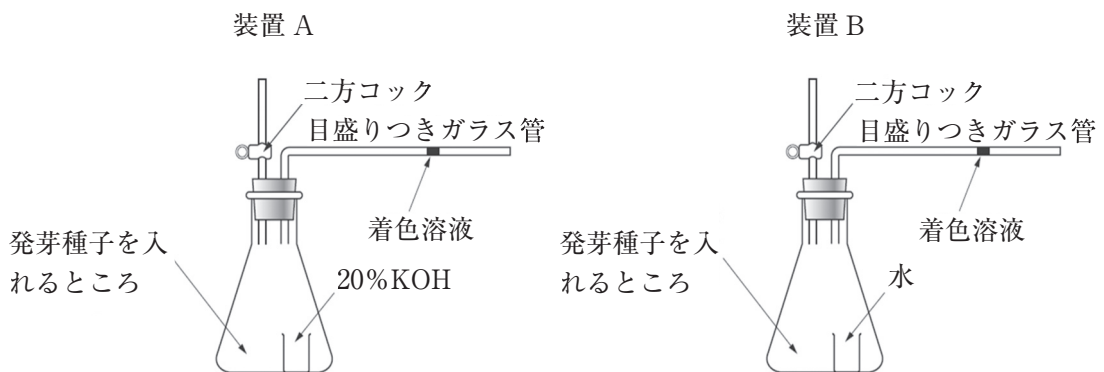 装置 A
二方コック
目盛りつきガラス管
着色溶液
発芽種子を入
れるところ
20%KOH
装置 B
二方コック
目盛りつきガラス管
着色溶液
発芽種子を入
れるところ
水